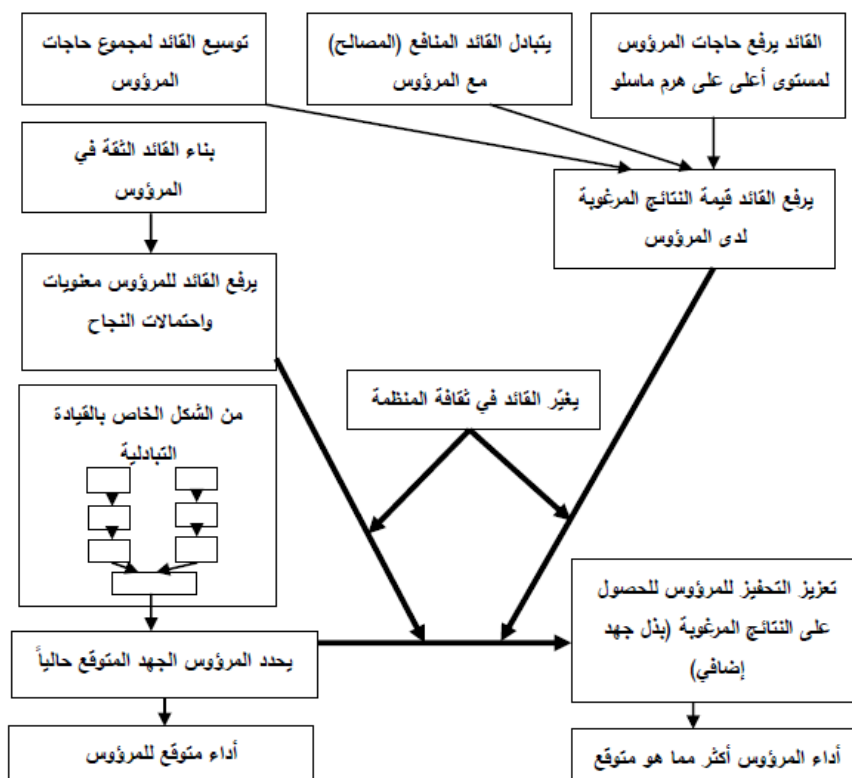 القائد يرفع حاجات المرؤوس
لمستوى أعلى على هرم ماسلو
يتبادل القائد المنافع (المصالح)
مع المرؤوس
توسيع القائد لمجموع حاجات
المرؤوس
بناء القائد الثقة في
المرؤوس
يرفع القائد قيمة النتائج المرغوبة
لدى المرؤوس
يرفع القائد للمرؤوس معنويات
واحتمالات النجاح
يغيّر القائد في ثقافة المنظمة
من الشكل الخاص بالقيادة
التبادلية
تعزيز التحفيز للمرؤوس للحصول
على النتائج المرغوبة (بذل جهد
إضافي)
يحدد المرؤوس الجهد المتوقع حالياً
أداء المرؤوس أكثر مما هو متوقع
أداء متوقع للمرؤوس